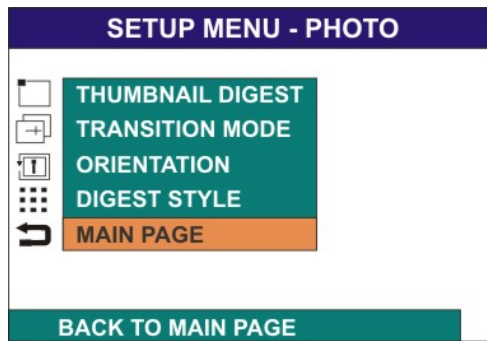 SETUP MENU - PHOTO
THUMBNAIL DIGEST
TRANSITION MODE
ORIENTATION
DIGEST STYLE
MAIN PAGE
BACK TO MAIN PAGE